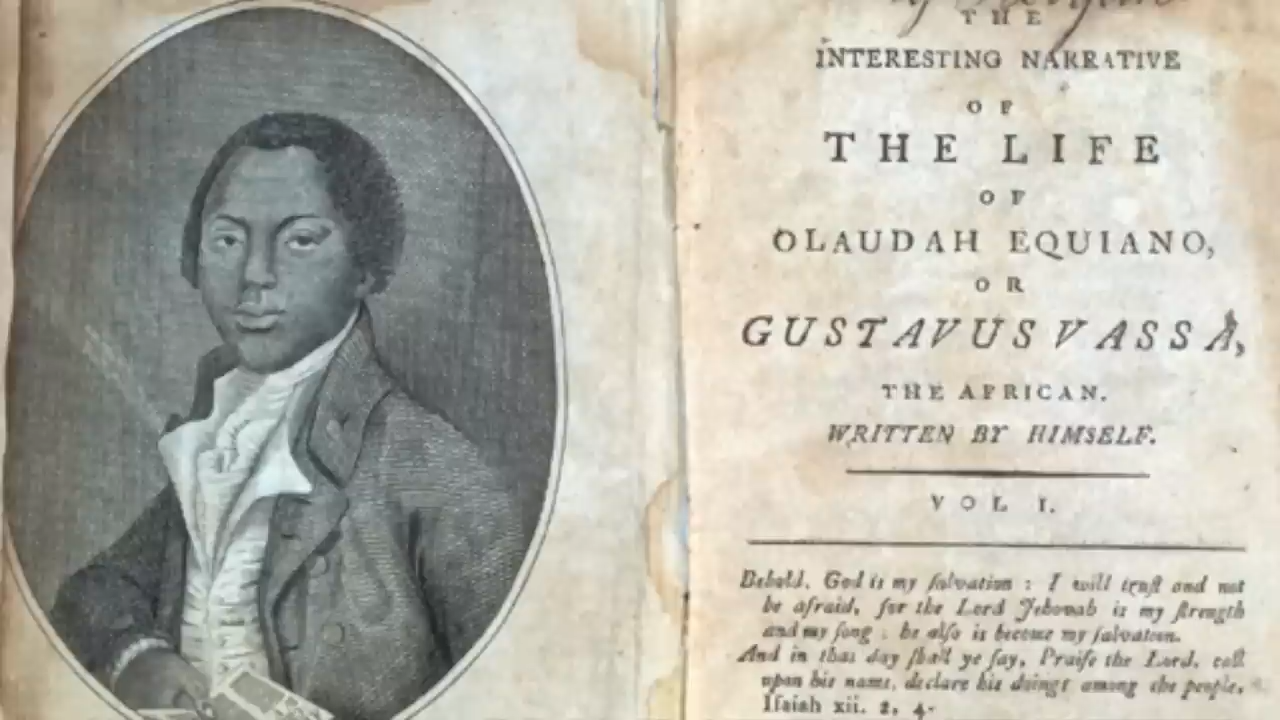 THE
INTERESTING NARRATIVE
OF
THE LIFE
OF
OLAUDAH EQUIANO,
OR
GUSTAVUS VASSA,
THE AFRICAN.
WRITTEN BY HIMSELF.
VOL I.
Behold, God is my ſalvation : I will truſt and not
be afraid, for the Lord Jehovah is my ſtrength
and my ſong ; he alſo is become my ſalvation.
And in that day ſhall ye ſay, Praiſe the Lord, call
upon his name, declare his doings among the people,
Iſaiah xii. 2, 4.